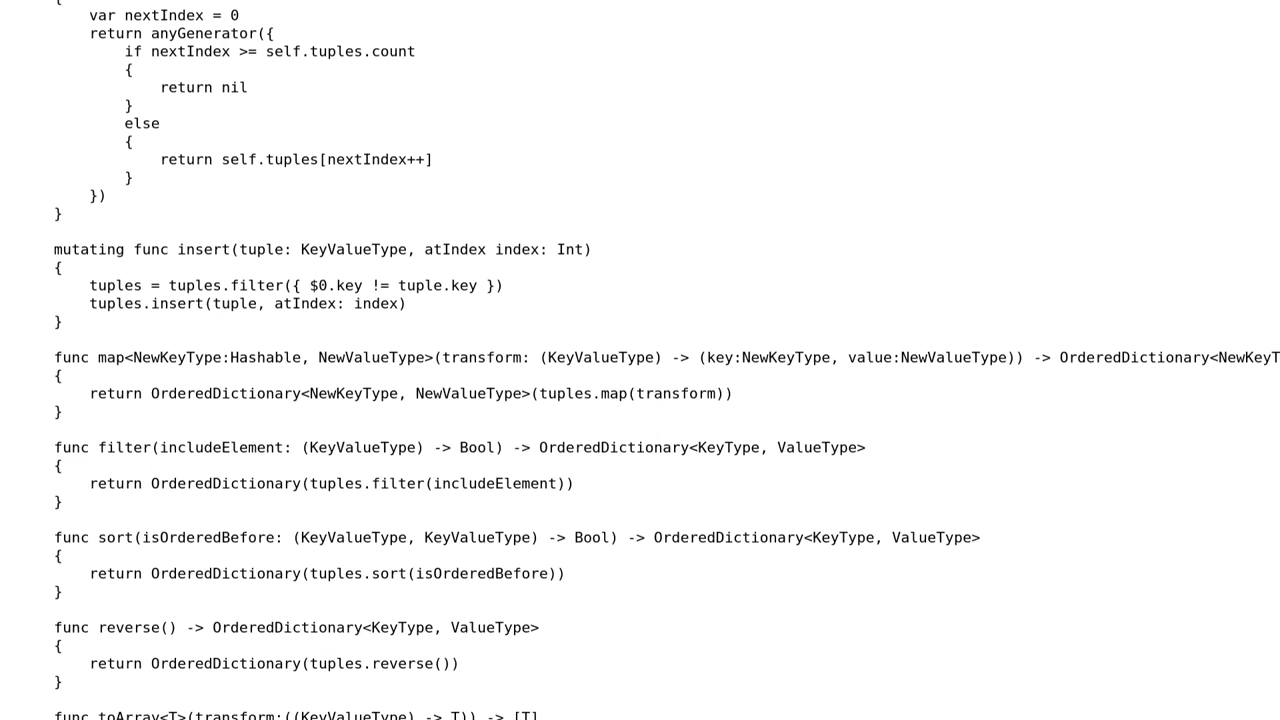 {
    var nextIndex = 0
    return anyGenerator({
        if nextIndex >= self.tuples.count
        {
            return nil
        }
        else
        {
            return self.tuples[nextIndex++]
        }
    })
}

mutating func insert(tuple: KeyValueType, atIndex index: Int)
{
    tuples = tuples.filter({ $0.key != tuple.key })
    tuples.insert(tuple, atIndex: index)
}

func map<NewKeyType:Hashable, NewValueType>(transform: (KeyValueType) -> (key:NewKeyType, value:NewValueType)) -> OrderedDictionary<NewKeyT
{
    return OrderedDictionary<NewKeyType, NewValueType>(tuples.map(transform))
}

func filter(includeElement: (KeyValueType) -> Bool) -> OrderedDictionary<KeyType, ValueType>
{
    return OrderedDictionary(tuples.filter(includeElement))
}

func sort(isOrderedBefore: (KeyValueType, KeyValueType) -> Bool) -> OrderedDictionary<KeyType, ValueType>
{
    return OrderedDictionary(tuples.sort(isOrderedBefore))
}

func reverse() -> OrderedDictionary<KeyType, ValueType>
{
    return OrderedDictionary(tuples.reverse())
}

func toArray<T>(transform:((KeyValueType) -> T)) -> [T]